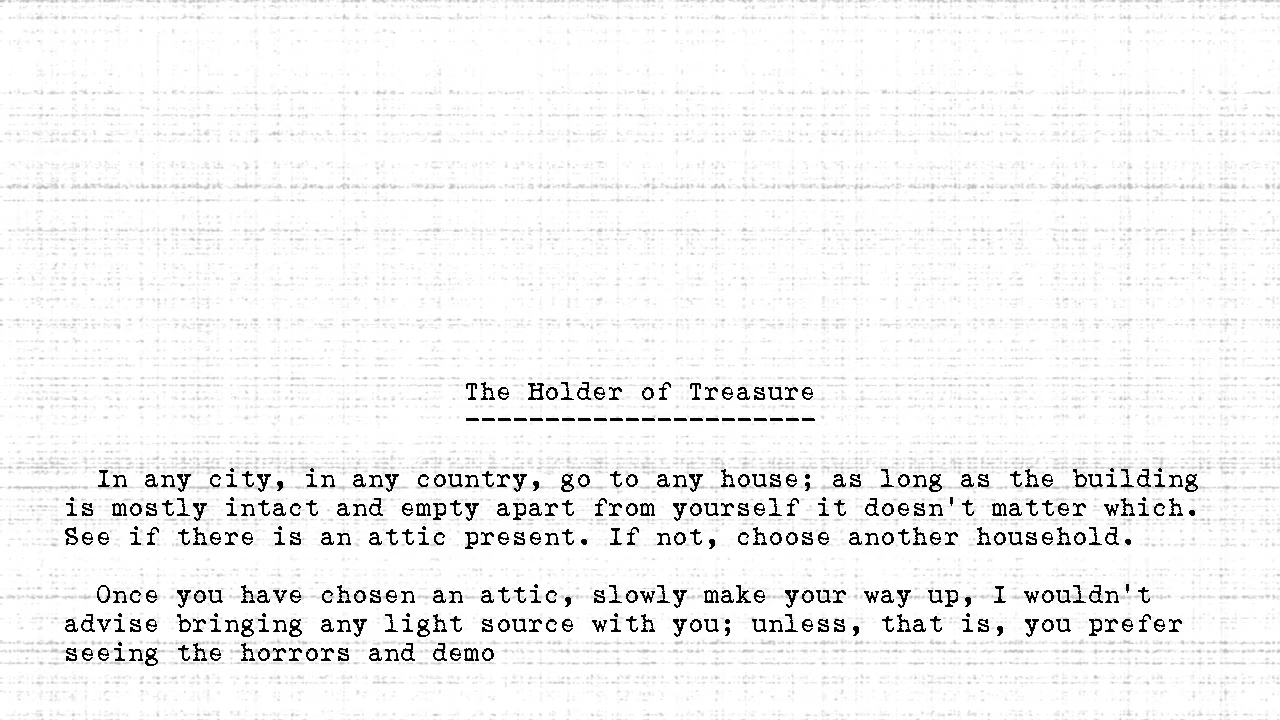 The Holder of Treasure
----------------------
In any city, in any country, go to any house; as long as the building
is mostly intact and empty apart from yourself it doesn't matter which.
See if there is an attic present. If not, choose another household.
Once you have chosen an attic, slowly make your way up, I wouldn't
advise bringing any light source with you; unless, that is, you prefer
seeing the horrors and demo